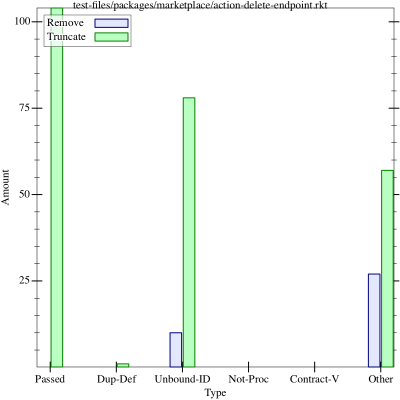 test-files/packages/marketplace/action-delete-endpoint.rkt
Remove
Truncate
100
75
50
25
Amount
Passed Dup-Def Unbound-ID Not-Proc Contract-V Other
Type